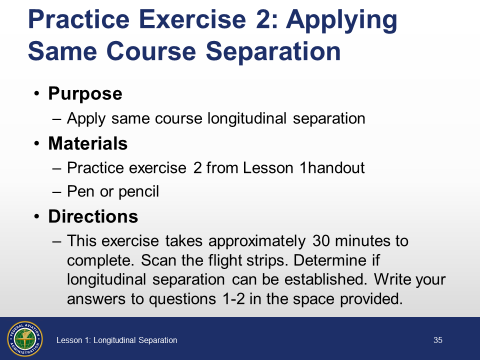 Practice Exercise 2: Applying
Same Course Separation
• Purpose
– Apply same course longitudinal separation
• Materials
– Practice exercise 2 from Lesson 1handout
– Pen or pencil
• Directions
– This exercise takes approximately 30 minutes to
complete. Scan the flight strips. Determine if
longitudinal separation can be established. Write your
answers to questions 1-2 in the space provided.
Lesson 1: Longitudinal Separation
35